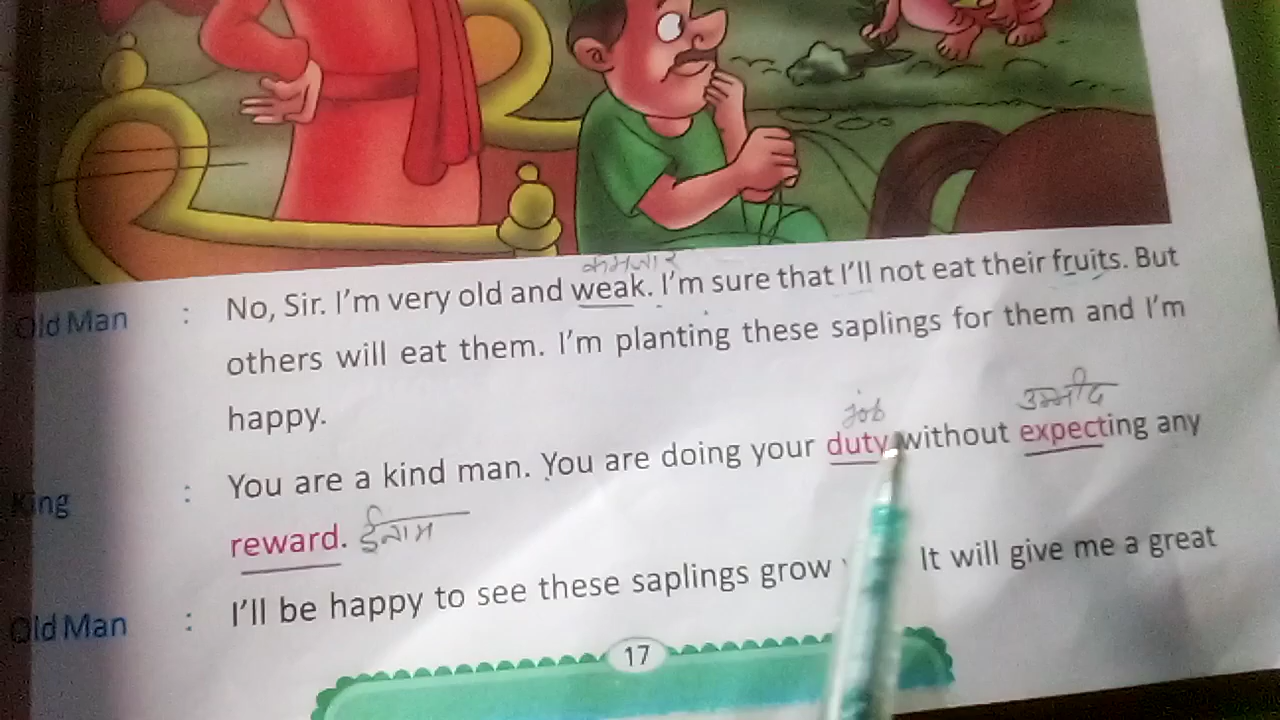 कमजोर
Old Man : No, Sir. I'm very old and weak. I'm sure that I'll not eat their fruits. But
others will eat them. I'm planting these saplings for them and I'm
happy.
job उम्मीद
King : You are a kind man. You are doing your duty without expecting any
reward. ईनाम
Old Man : I'll be happy to see these saplings grow It will give me a great
17